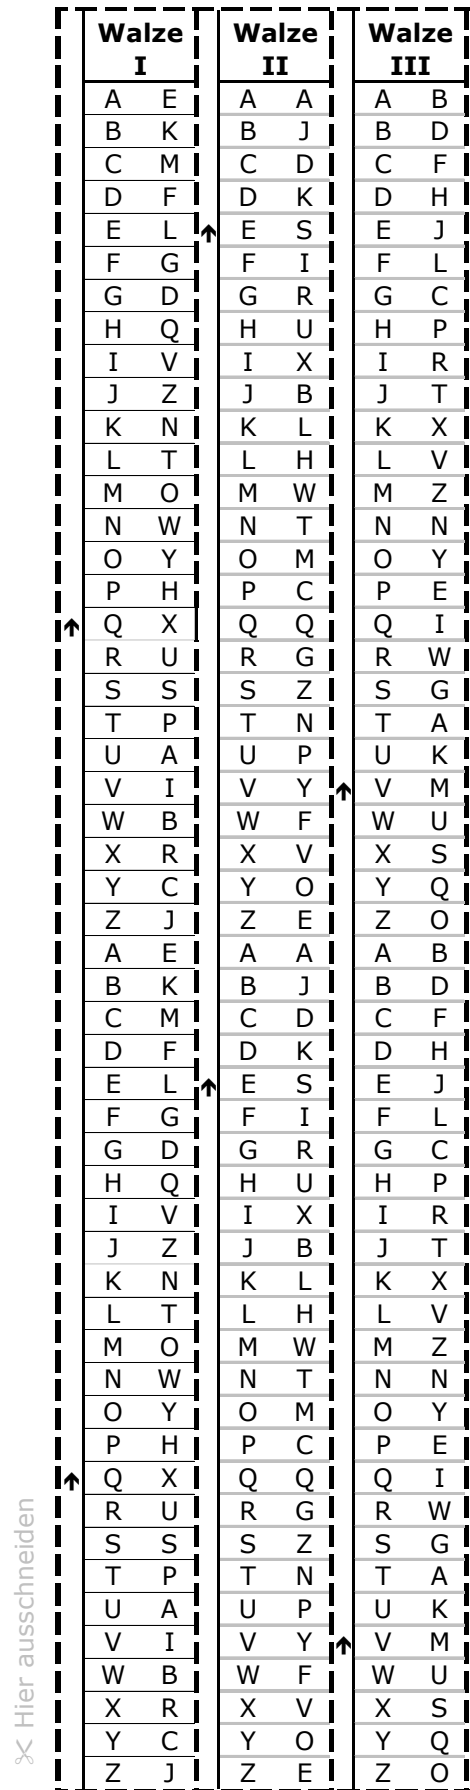 Walze Walze Walze
I II III
A E A A A B
B K B J B D
C M C D C F
D F D K D H
E L ↑ E S E J
F G F I F L
G D G R G C
H Q H U H P
I V I X I R
J Z J B J T
K N K L K X
L T L H L V
M O M W M Z
N W N T N N
O Y O M O Y
P H P C P E
↑ Q X Q Q Q I
R U R G R W
S S S Z S G
T P T N T A
U A U P U K
V I V Y ↑ V M
W B W F W U
X R X V X S
Y C Y O Y Q
Z J Z E Z O
A E A A A B
B K B J B D
C M C D C F
D F D K D H
E L ↑ E S E J
F G F I F L
G D G R G C
H Q H U H P
I V I X I R
J Z J B J T
K N K L K X
L T L H L V
M O M W M Z
N W N T N N
O Y O M O Y
P H P C P E
↑ Q X Q Q Q I
R U R G R W
S S S Z S G
T P T N T A
U A U P U K
V I V Y ↑ V M
W B W F W U
X R X V X S
Y C Y O Y Q
Z J Z E Z O
✂ Hier ausschneiden